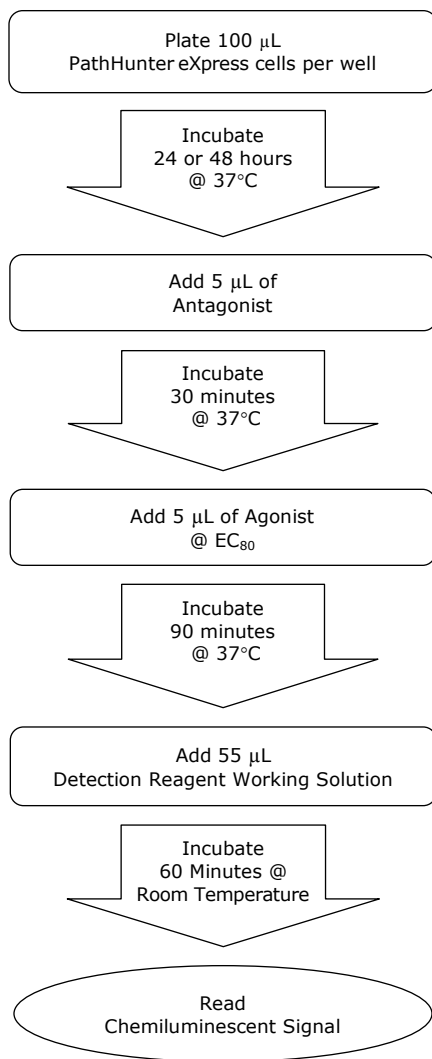 Plate 100 μL
PathHunter eXpress cells per well
Incubate
24 or 48 hours
@ 37°C
Add 5 μL of
Antagonist
Incubate
30 minutes
@ 37°C
Add 5 μL of Agonist
@ EC₈₀
Incubate
90 minutes
@ 37°C
Add 55 μL
Detection Reagent Working Solution
Incubate
60 Minutes @
Room Temperature
Read
Chemiluminescent Signal